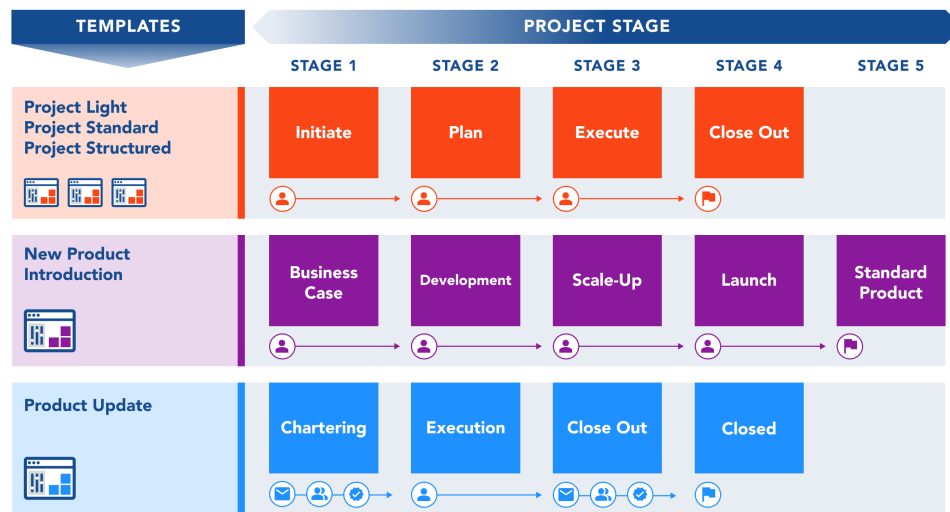 TEMPLATES
PROJECT STAGE
STAGE 1
STAGE 2
STAGE 3
STAGE 4
STAGE 5
Project Light
Project Standard
Project Structured
Initiate
Plan
Execute
Close Out
New Product
Introduction
Business
Case
Development
Scale-Up
Launch
Standard
Product
Product Update
Chartering
Execution
Close Out
Closed